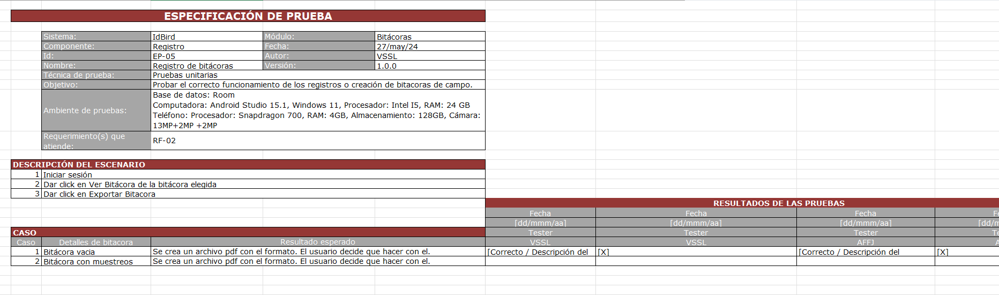 ESPECIFICACIÓN DE PRUEBA
Sistema: IdBird Módulo: Bitácoras
Componente: Registro Fecha: 27/may/24
Id: EP-05 Autor: VSSL
Nombre: Registro de bitácoras Versión: 1.0.0
Técnica de prueba: Pruebas unitarias
Objetivo: Probar el correcto funcionamiento de los registros o creación de bitacoras de campo.
Ambiente de pruebas:
Base de datos: Room
Computadora: Android Studio 15.1, Windows 11, Procesador: Intel I5, RAM: 24 GB
Teléfono: Procesador: Snapdragon 700, RAM: 4GB, Almacenamiento: 128GB, Cámara:
13MP+2MP +2MP
Requerimiento(s) que
atiende:
RF-02
DESCRIPCIÓN DEL ESCENARIO
1 Iniciar sesión
2 Dar click en Ver Bitácora de la bitácora elegida
3 Dar click en Exportar Bitacora
RESULTADOS DE LAS PRUEBAS
Fecha Fecha Fecha
[dd/mmm/aa] [dd/mmm/aa] [dd/mmm/aa]
CASO Tester Tester Tester
Caso Detalles de bitacora Resultado esperado VSSL VSSL AFFJ
1 Bitácora vacia Se crea un archivo pdf con el formato. El usuario decide que hacer con el. [Correcto / Descripción del [X] [Correcto / Descripción del [X]
2 Bitácora con muestreos Se crea un archivo pdf con el formato. El usuario decide que hacer con el.